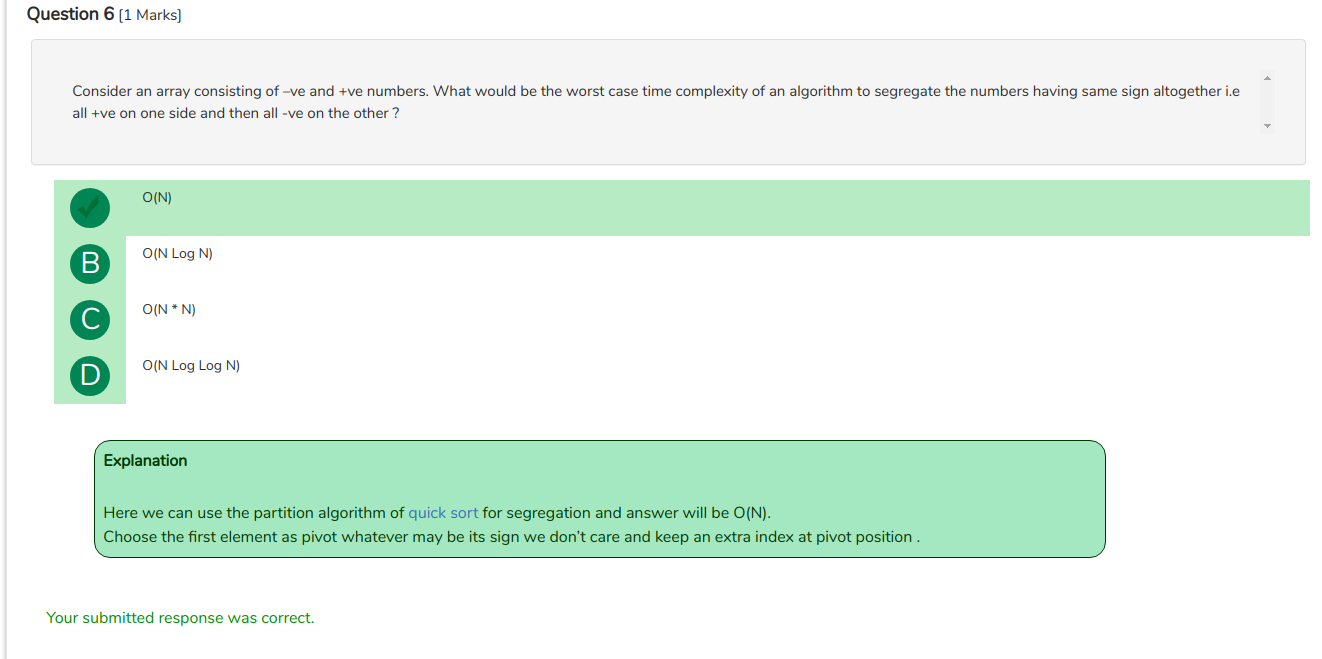 Question 6 [1 Marks]
Consider an array consisting of –ve and +ve numbers. What would be the worst case time complexity of an algorithm to segregate the numbers having same sign altogether i.e
all +ve on one side and then all -ve on the other ?
O(N)
B
O(N Log N)
C
O(N * N)
D
O(N Log Log N)
Explanation
Here we can use the partition algorithm of quick sort for segregation and answer will be O(N).
Choose the first element as pivot whatever may be its sign we don’t care and keep an extra index at pivot position .
Your submitted response was correct.